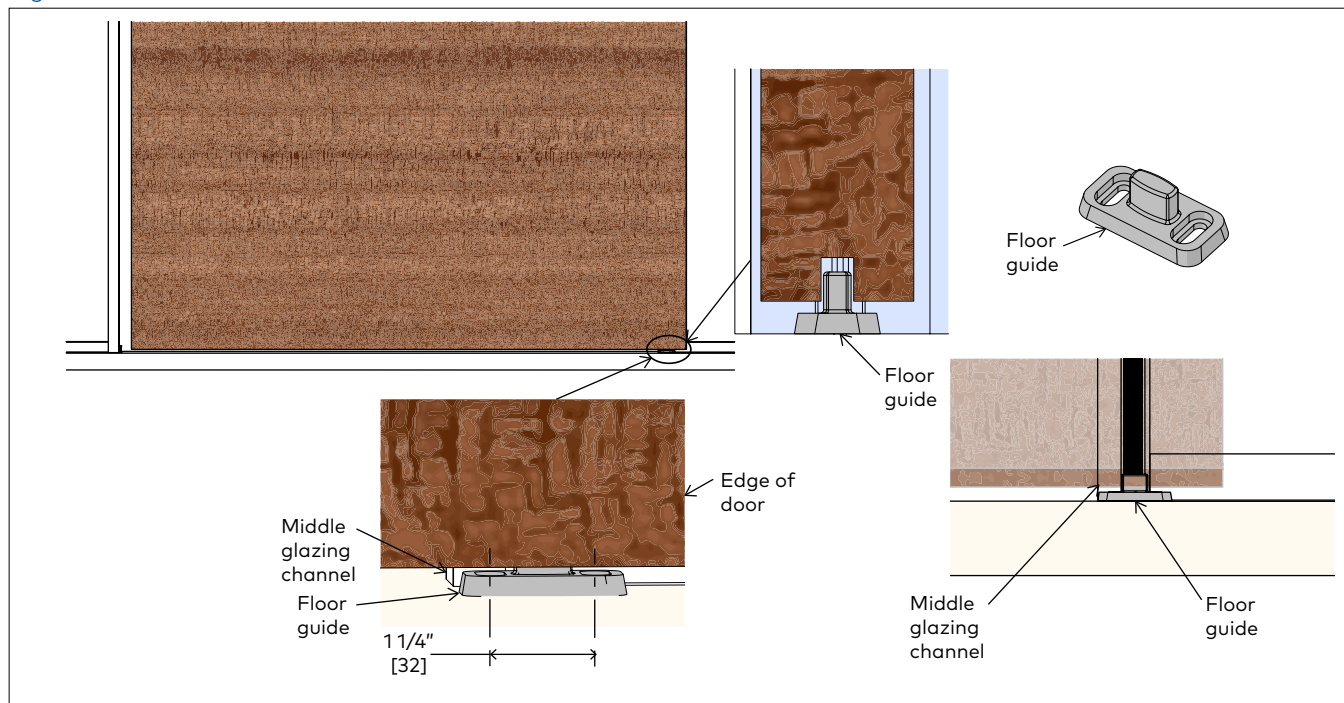 Floor
guide
Floor
guide
Edge of
door
Middle
glazing
channel
Floor
guide
1 1/4"
[32]
Middle
glazing
channel
Floor
guide